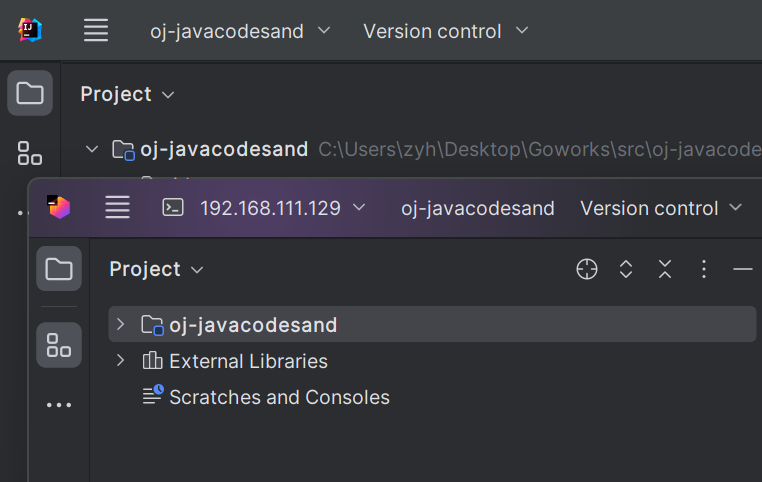 oj-javacodesand Version control
Project
oj-javacodesand C:\Users\zyh\Desktop\Goworks\src\oj-javacode
192.168.111.129 oj-javacodesand Version control
Project
oj-javacodesand
External Libraries
Scratches and Consoles